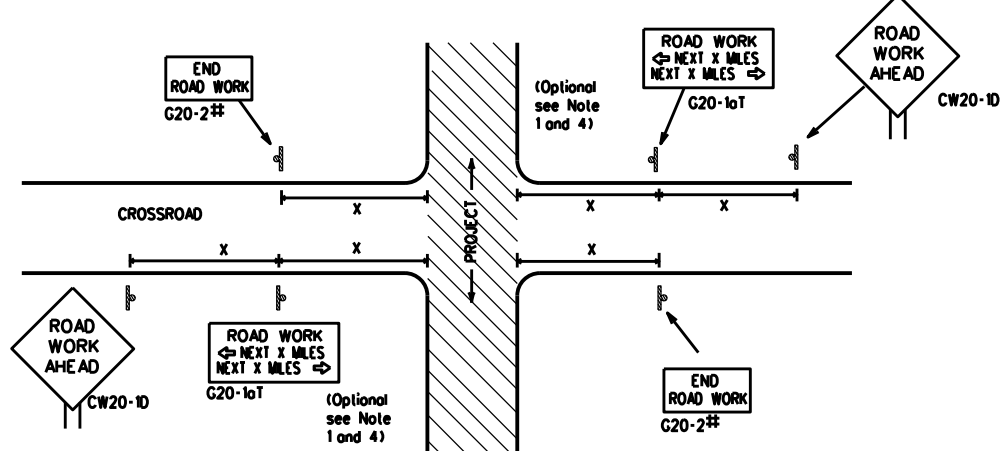 END
ROAD WORK
G20-2#
(Optional
see Note
1 and 4)
ROAD WORK
⇦ NEXT X MILES
NEXT X MILES ⇨
G20-1aT
ROAD
WORK
AHEAD
CW20-1D
X
X
X
CROSSROAD
PROJECT
X
X
X
ROAD
WORK
AHEAD
CW20-1D
ROAD WORK
⇦ NEXT X MILES
NEXT X MILES ⇨
G20-1aT
(Optional
see Note
1 and 4)
END
ROAD WORK
G20-2#